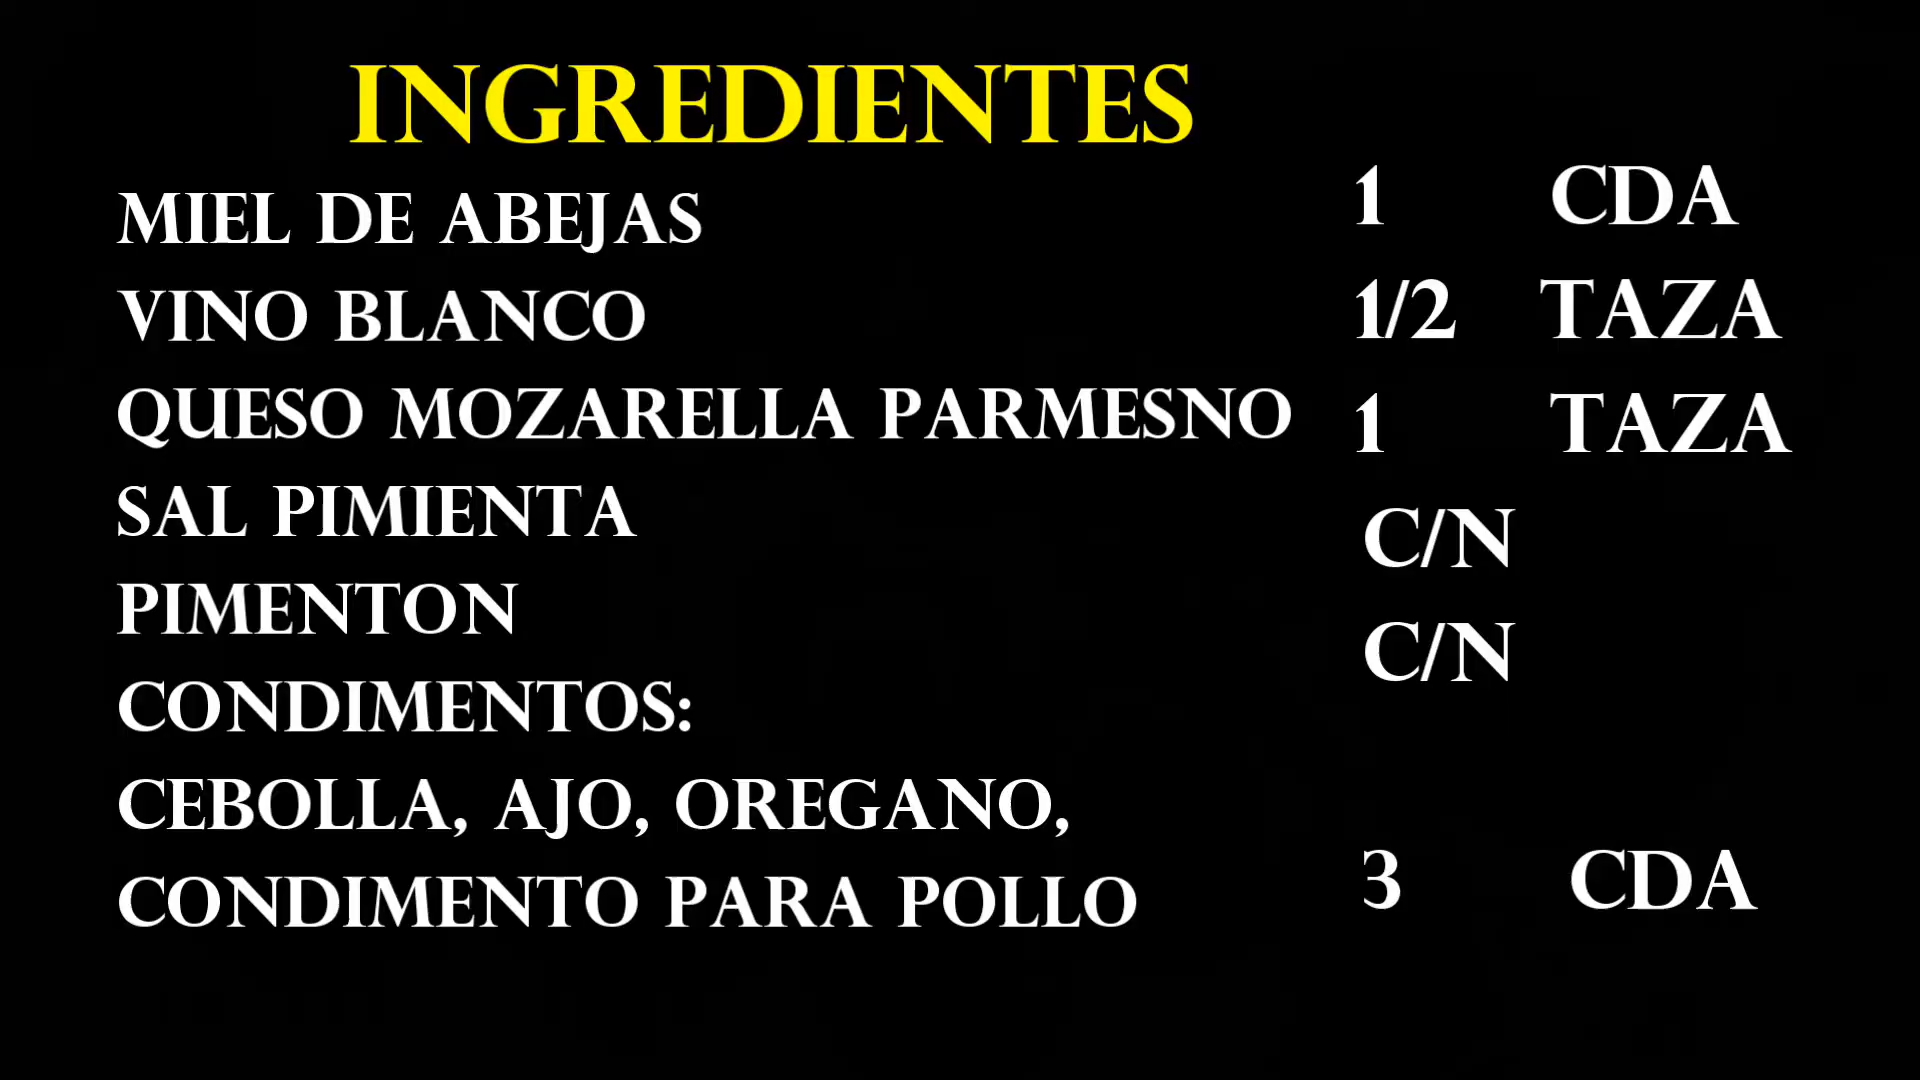 INGREDIENTES
MIEL DE ABEJAS 1 CDA
VINO BLANCO 1/2 TAZA
QUESO MOZARELLA PARMESNO 1 TAZA
SAL PIMIENTA C/N
PIMENTON C/N
CONDIMENTOS:
CEBOLLA, AJO, OREGANO,
CONDIMENTO PARA POLLO 3 CDA